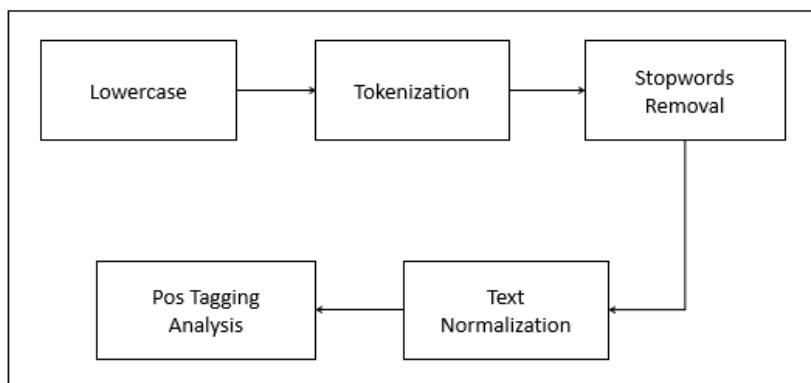 Lowercase
Tokenization
Stopwords
Removal
Text
Normalization
Pos Tagging
Analysis